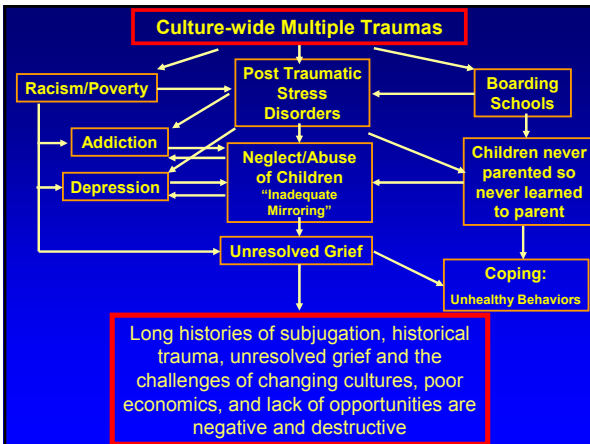 Culture-wide Multiple Traumas
Racism/Poverty
Post Traumatic
Stress
Disorders
Boarding
Schools
Addiction
Neglect/Abuse
of Children
“Inadequate
Mirroring”
Children never
parented so
never learned
to parent
Depression
Unresolved Grief
Coping:
Unhealthy Behaviors
Long histories of subjugation, historical
trauma, unresolved grief and the
challenges of changing cultures, poor
economics, and lack of opportunities are
negative and destructive